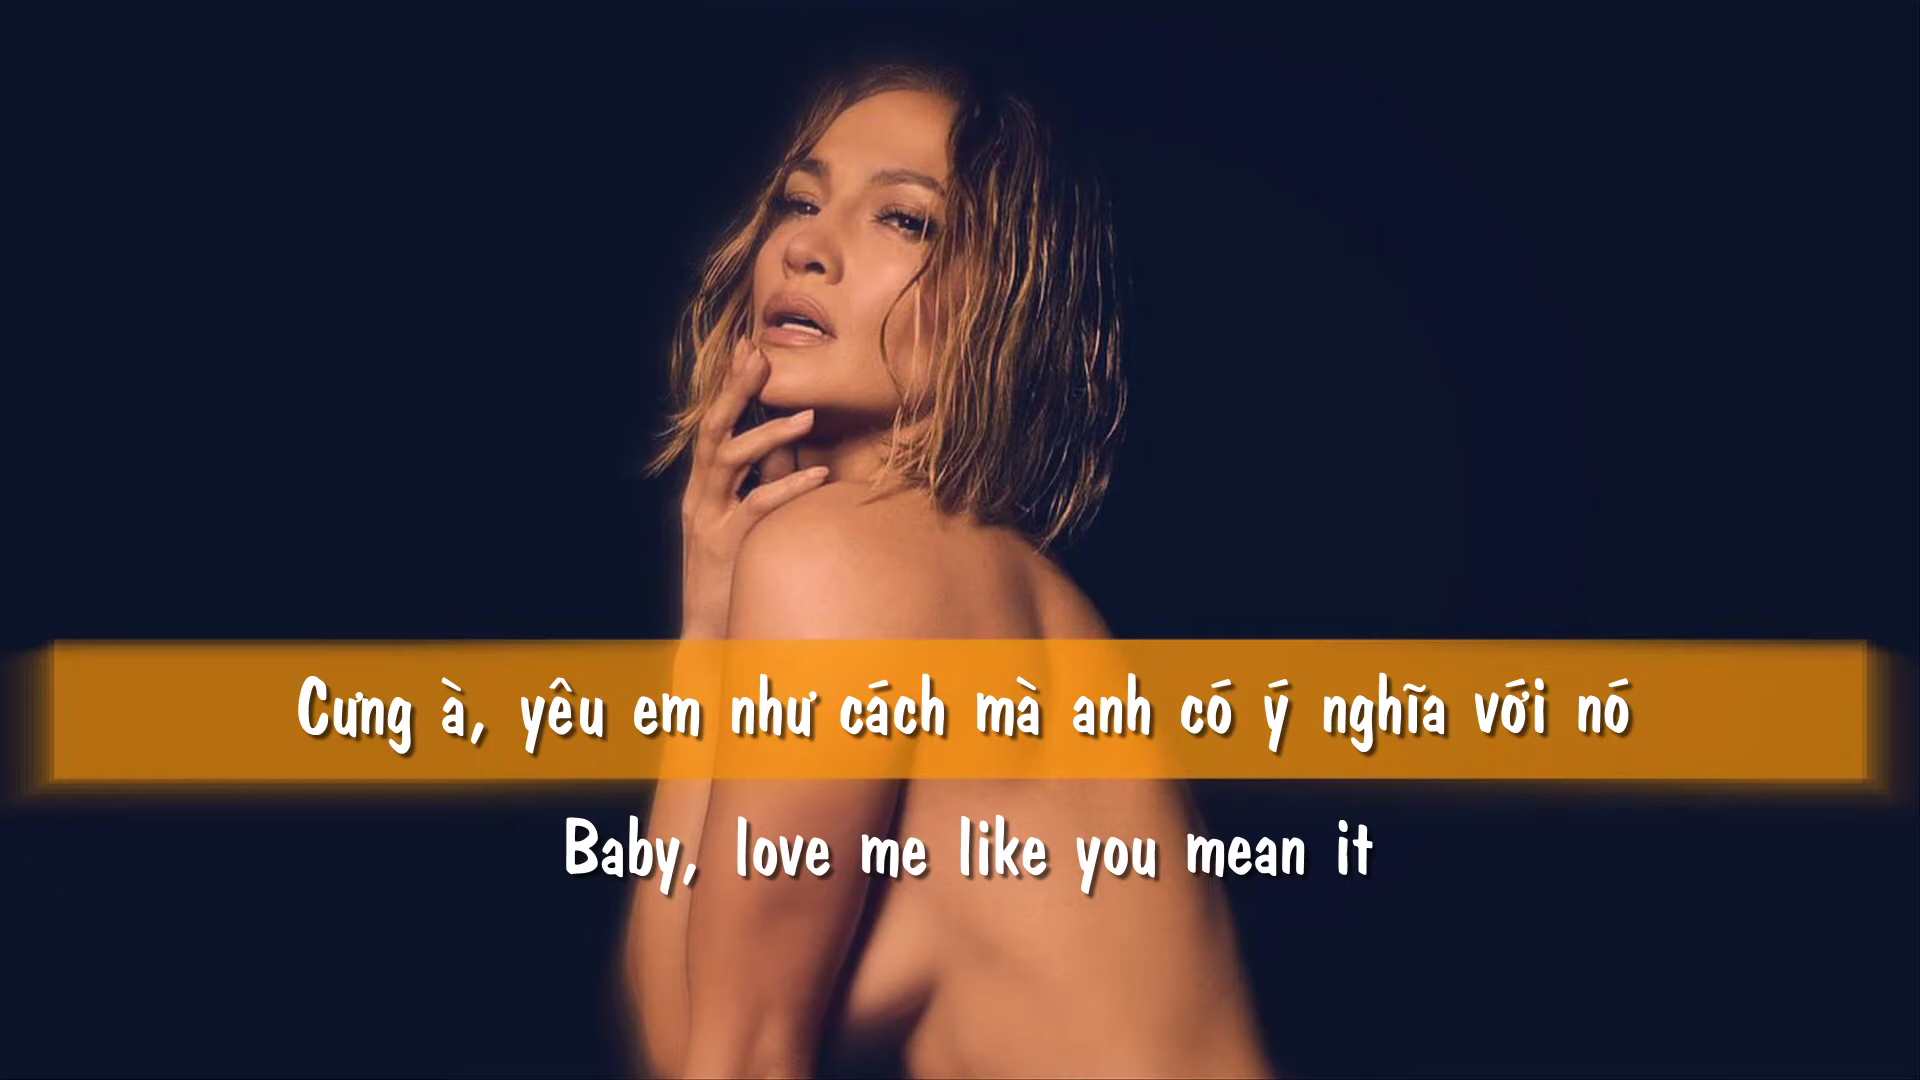 Cưng à, yêu em như cách mà anh có ý nghĩa với nó
Baby, love me like you mean it